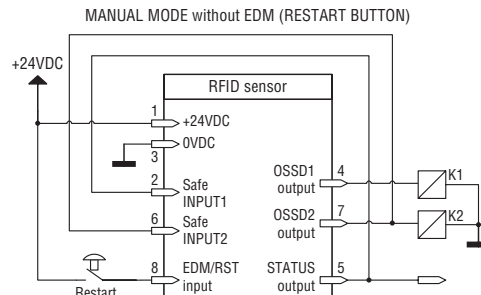 MANUAL MODE without EDM (RESTART BUTTON)
+24VDC
RFID sensor
1
+24VDC
0VDC
3
2
Safe
INPUT1
6
Safe
INPUT2
8
EDM/RST
input
Restart
OSSD1
output
4
K1
OSSD2
output
7
K2
STATUS
output
5